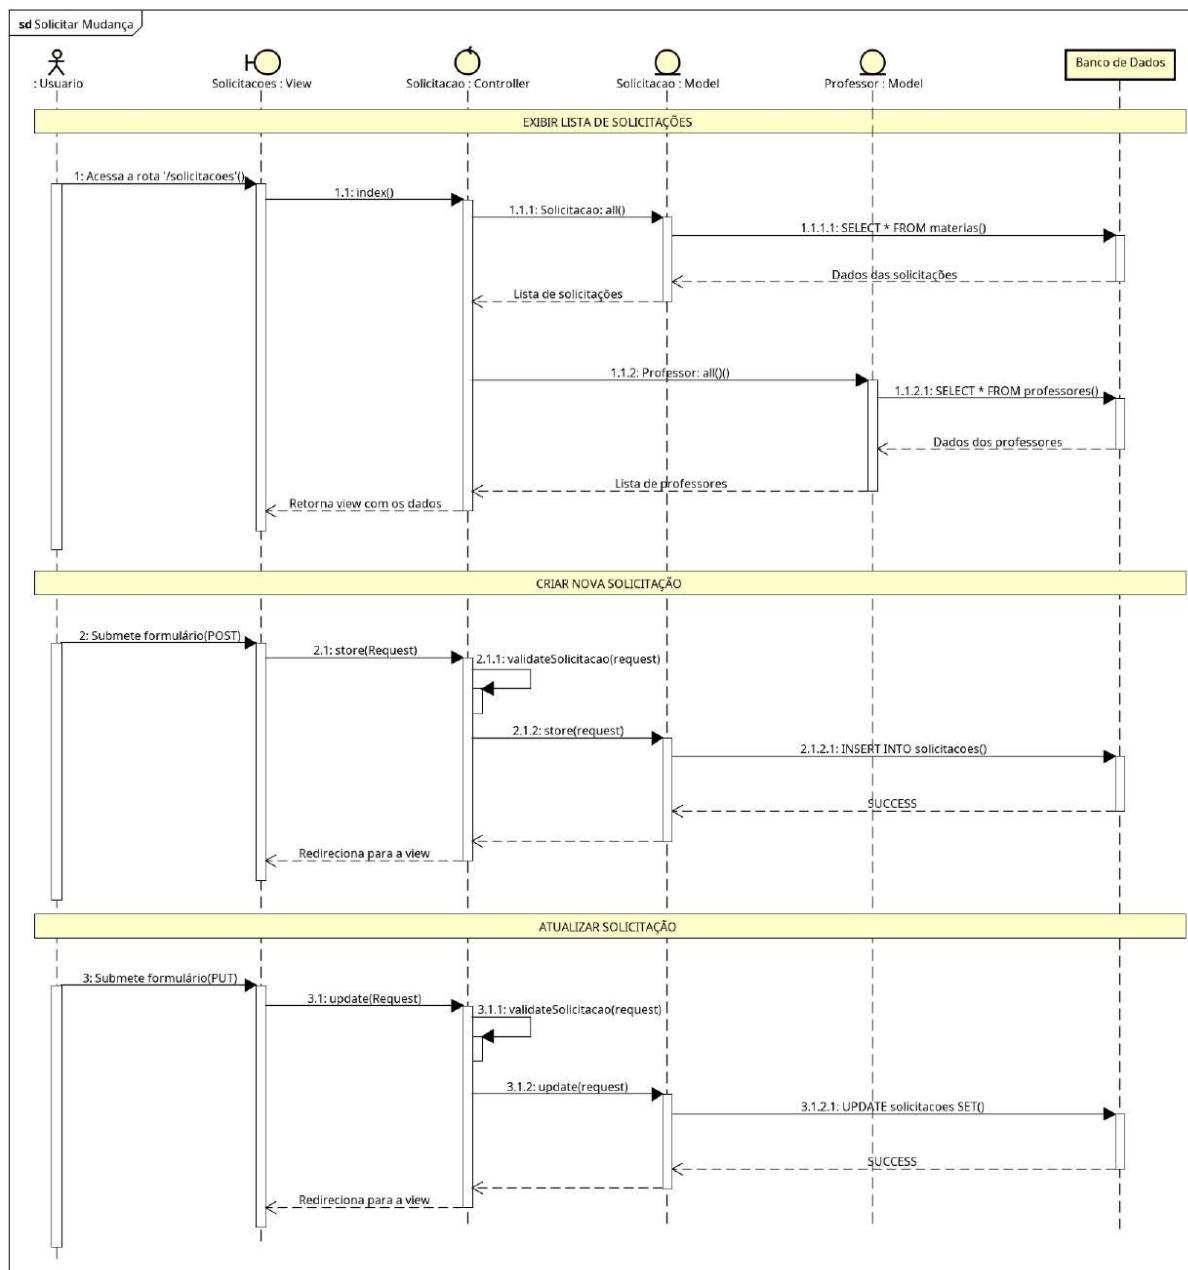 sd Solicitar Mudança
: Usuario
Solicitacoes : View
Solicitacao : Controller
Solicitacao : Model
Professor : Model
Banco de Dados
EXIBIR LISTA DE SOLICITAÇÕES
1: Acessa a rota '/solicitacoes'()
1.1: index()
1.1.1: Solicitacao: all()
1.1.1.1: SELECT * FROM materias()
Dados das solicitações
Lista de solicitações
1.1.2: Professor: all()()
1.1.2.1: SELECT * FROM professores()
Dados dos professores
Lista de professores
Retorna view com os dados
CRIAR NOVA SOLICITAÇÃO
2: Submete formulário(POST)
2.1: store(Request)
2.1.1: validateSolicitacao(request)
2.1.2: store(request)
2.1.2.1: INSERT INTO solicitacoes()
SUCCESS
Redireciona para a view
ATUALIZAR SOLICITAÇÃO
3: Submete formulário(PUT)
3.1: update(Request)
3.1.1: validateSolicitacao(request)
3.1.2: update(request)
3.1.2.1: UPDATE solicitacoes SET()
SUCCESS
Redireciona para a view